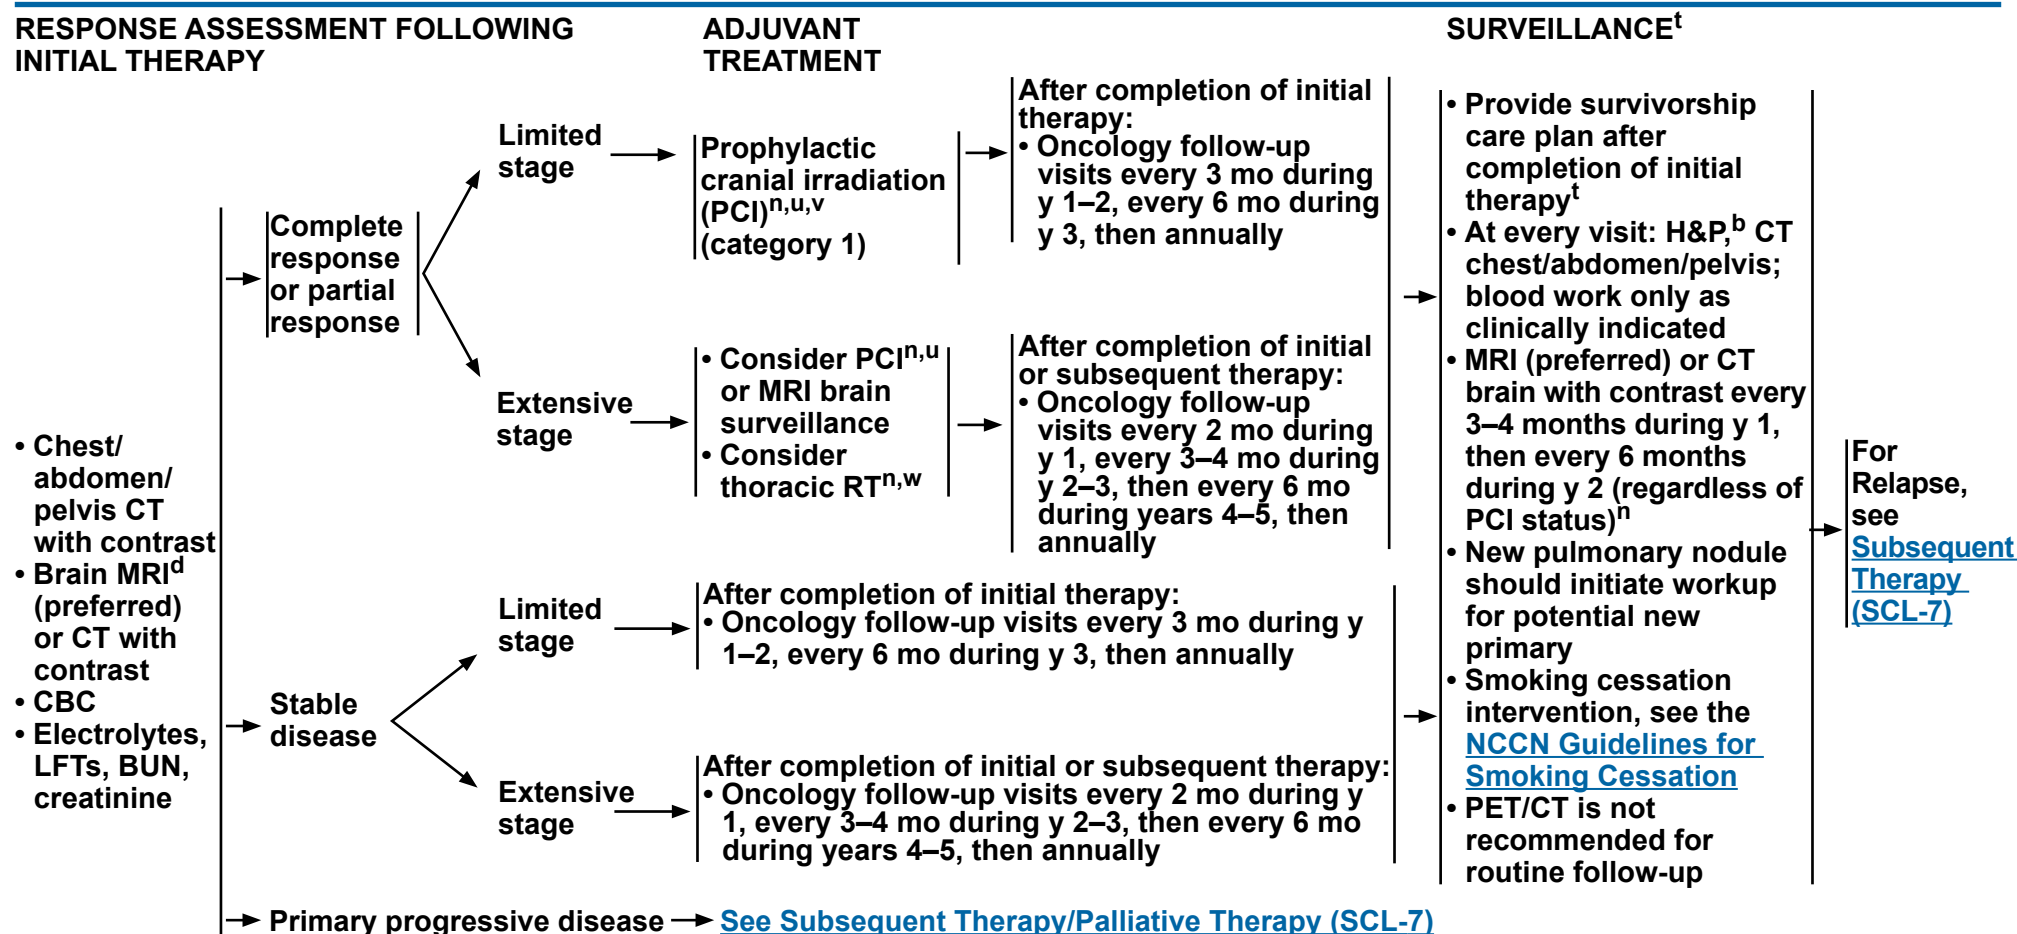 RESPONSE ASSESSMENT FOLLOWING
INITIAL THERAPY
ADJUVANT
TREATMENT
SURVEILLANCEt
• Chest/
abdomen/
pelvis CT
with contrast
• Brain MRId
(preferred)
or CT with
contrast
• CBC
• Electrolytes,
LFTs, BUN,
creatinine
Complete
response
or partial
response
Limited
stage
Prophylactic
cranial irradiation
(PCI)n,u,v
(category 1)
After completion of initial
therapy:
• Oncology follow-up
visits every 3 mo during
y 1–2, every 6 mo during
y 3, then annually
Extensive
stage
• Consider PCIn,u
or MRI brain
surveillance
• Consider
thoracic RTn,w
After completion of initial
or subsequent therapy:
• Oncology follow-up
visits every 2 mo during
y 1, every 3–4 mo during
y 2–3, then every 6 mo
during years 4–5, then
annually
Stable
disease
Limited
stage
After completion of initial therapy:
• Oncology follow-up visits every 3 mo during y
1–2, every 6 mo during y 3, then annually
Extensive
stage
After completion of initial or subsequent therapy:
• Oncology follow-up visits every 2 mo during y
1, every 3–4 mo during y 2–3, then every 6 mo
during years 4–5, then annually
Primary progressive disease
See Subsequent Therapy/Palliative Therapy (SCL-7)
• Provide survivorship
care plan after
completion of initial
therapyt
• At every visit: H&P,b CT
chest/abdomen/pelvis;
blood work only as
clinically indicated
• MRI (preferred) or CT
brain with contrast every
3–4 months during y 1,
then every 6 months
during y 2 (regardless of
PCI status)n
• New pulmonary nodule
should initiate workup
for potential new
primary
• Smoking cessation
intervention, see the
NCCN Guidelines for
Smoking Cessation
• PET/CT is not
recommended for
routine follow-up
For
Relapse,
see
Subsequent
Therapy
(SCL-7)